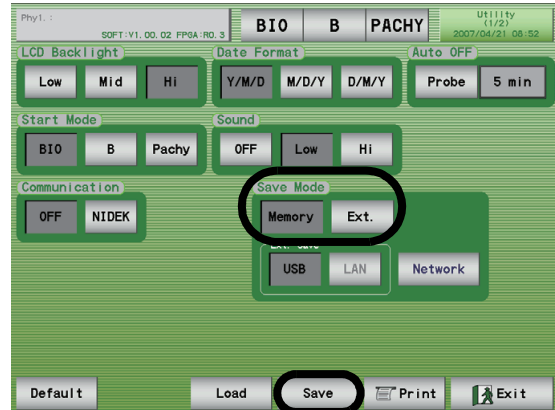 Phy1. :
SOFT:V1.00.02 FPGA:R0.3
BIO B PACHY
Utility
(1/2)
2007/04/21 08:52
LCD Backlight Date Format Auto OFF
Low Mid Hi Y/M/D M/D/Y D/M/Y Probe 5 min
Start Mode Sound
BIO B Pachy OFF Low Hi
Communication Save Mode
OFF NIDEK Memory Ext.
Ext. Save
USB LAN Network
Default Load Save Print Exit